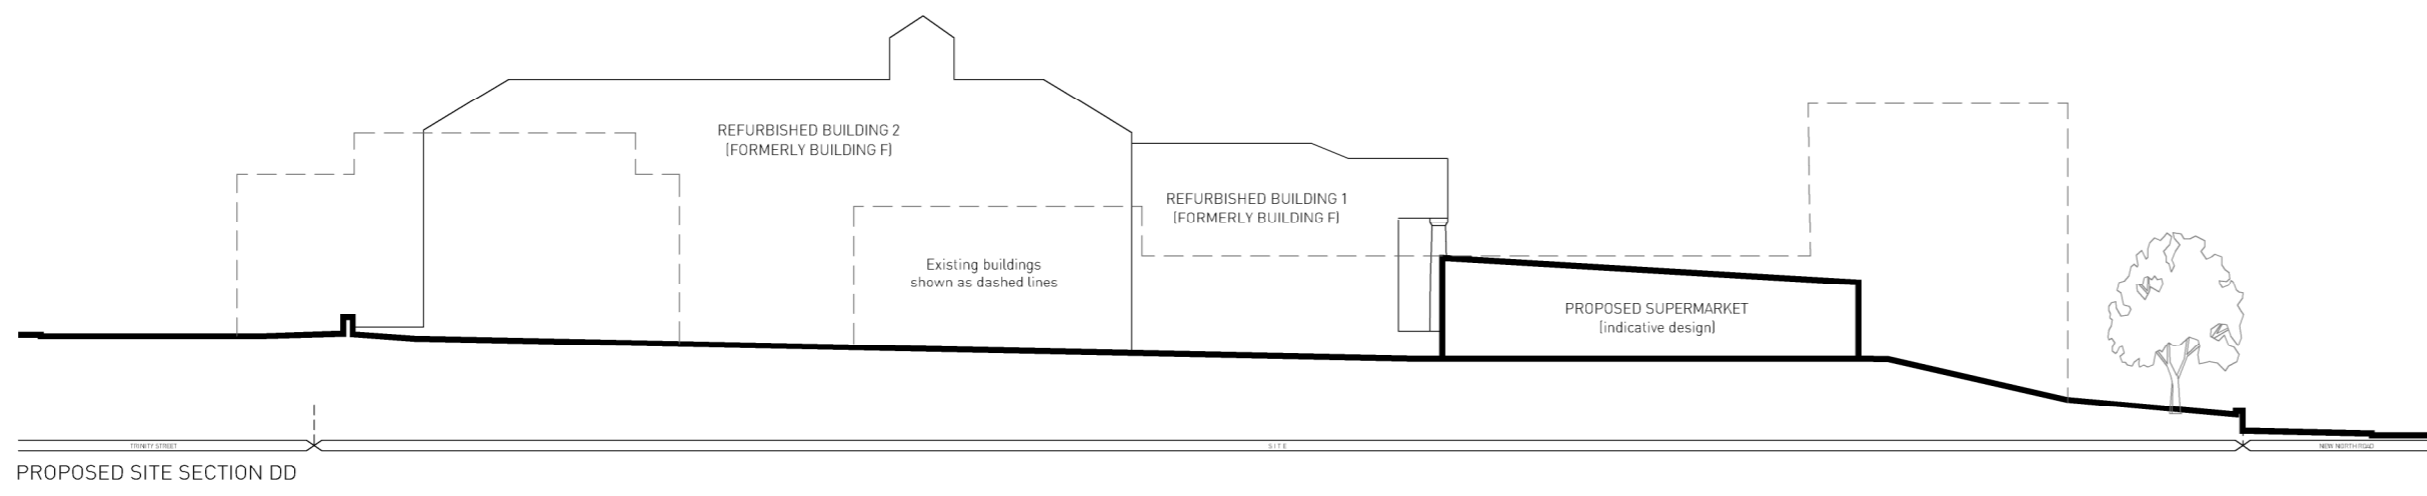 REFURBISHED BUILDING 2
(FORMERLY BUILDING F)
REFURBISHED BUILDING 1
(FORMERLY BUILDING F)
Existing buildings
shown as dashed lines
PROPOSED SUPERMARKET
(indicative design)
TRINITY STREET
SITE
NEW NORTH ROAD
PROPOSED SITE SECTION DD